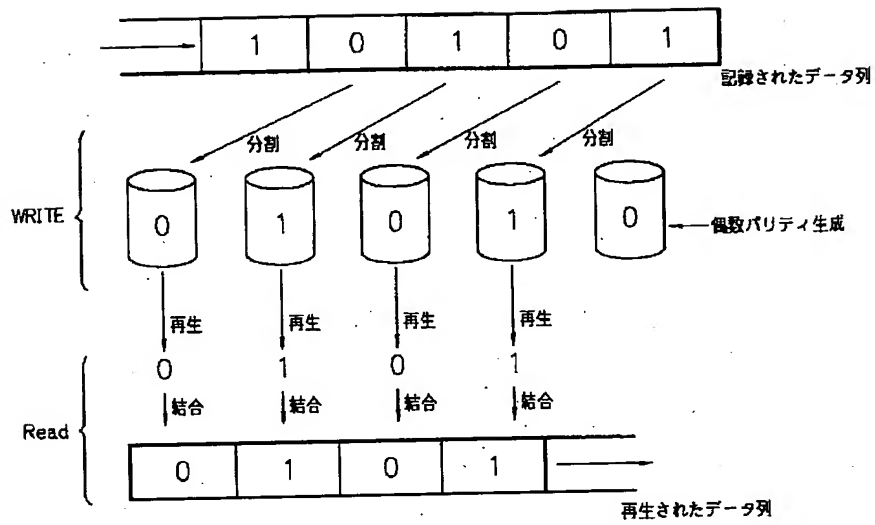 1 0 1 0 1
記録されたデータ列
分割 分割 分割 分割
WRITE
0 1 0 1 0
偶数パリティ生成
再生 再生 再生 再生
0 1 0 1
結合 結合 結合 結合
Read
0 1 0 1
再生されたデータ列